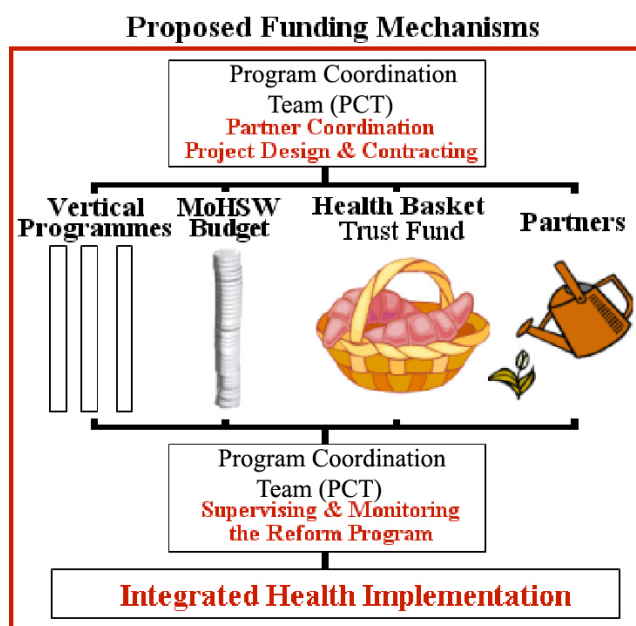 Proposed Funding Mechanisms
Program Coordination
Team (PCT)
Partner Coordination
Project Design & Contracting
Vertical
Programmes
MoHSW
Budget
Health Basket
Trust Fund
Partners
Program Coordination
Team (PCT)
Supervising & Monitoring
the Reform Program
Integrated Health Implementation